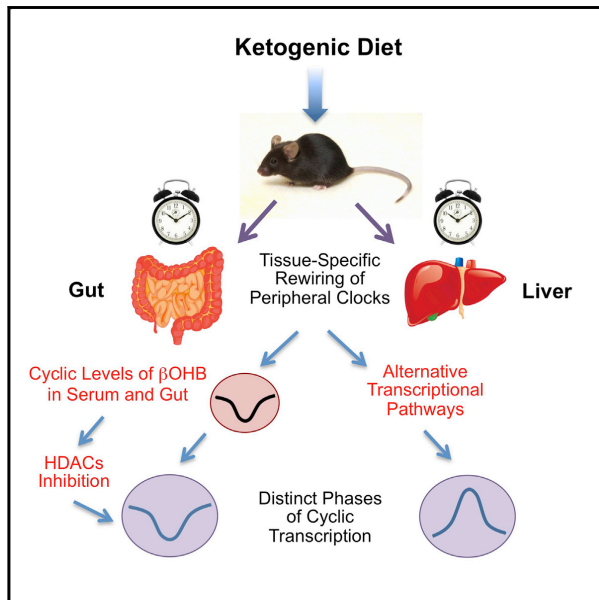 Ketogenic Diet
Tissue-Specific
Rewiring of
Peripheral Clocks
Gut
Liver
Cyclic Levels of βOHB
in Serum and Gut
Alternative
Transcriptional
Pathways
HDACs
Inhibition
Distinct Phases
of Cyclic
Transcription